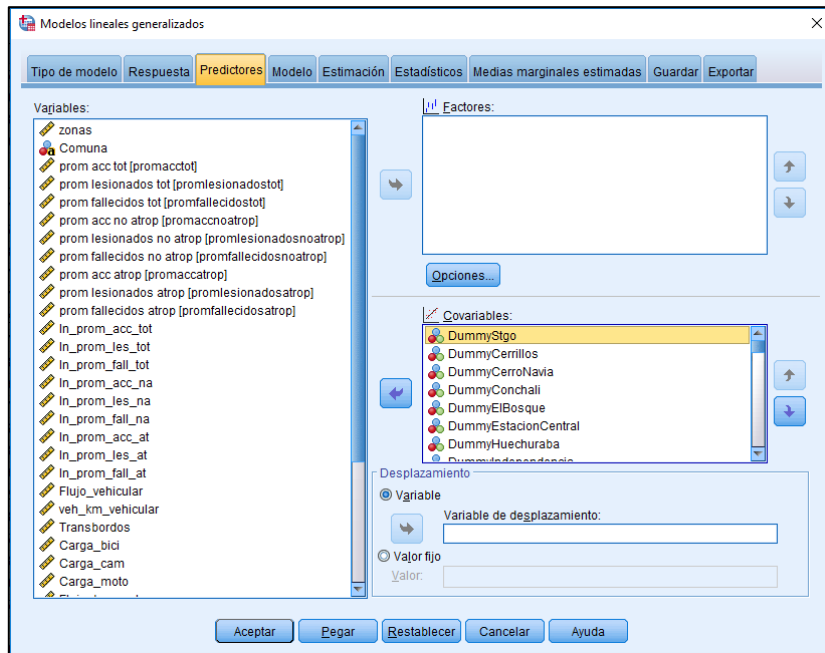 Modelos lineales generalizados
Tipo de modelo Respuesta Predictores Modelo Estimación Estadísticos Medias marginales estimadas Guardar Exportar
Variables:
zonas
Comuna
prom acc tot [promacctot]
prom lesionados tot [promlesionadostot]
prom fallecidos tot [promfallecidostot]
prom acc no atrop [promaccnoatrop]
prom lesionados no atrop [promlesionadosnoatrop]
prom fallecidos no atrop [promfallecidosnoatrop]
prom acc atrop [promaccatrop]
prom lesionados atrop [promlesionadosatrop]
prom fallecidos atrop [promfallecidosatrop]
ln_prom_acc_tot
ln_prom_les_tot
ln_prom_fall_tot
ln_prom_acc_na
ln_prom_les_na
ln_prom_fall_na
ln_prom_acc_at
ln_prom_les_at
ln_prom_fall_at
Flujo_vehicular
veh_km_vehicular
Transbordos
Carga_bici
Carga_cam
Carga_moto
Factores:
Opciones...
Covariables:
DummyStgo
DummyCerrillos
DummyCerroNavia
DummyConchali
DummyElBosque
DummyEstacionCentral
DummyHuechuraba
DummyIndependencia
Desplazamiento
Variable
Variable de desplazamiento:
Valor fijo
Valor:
Aceptar Pegar Restablecer Cancelar Ayuda